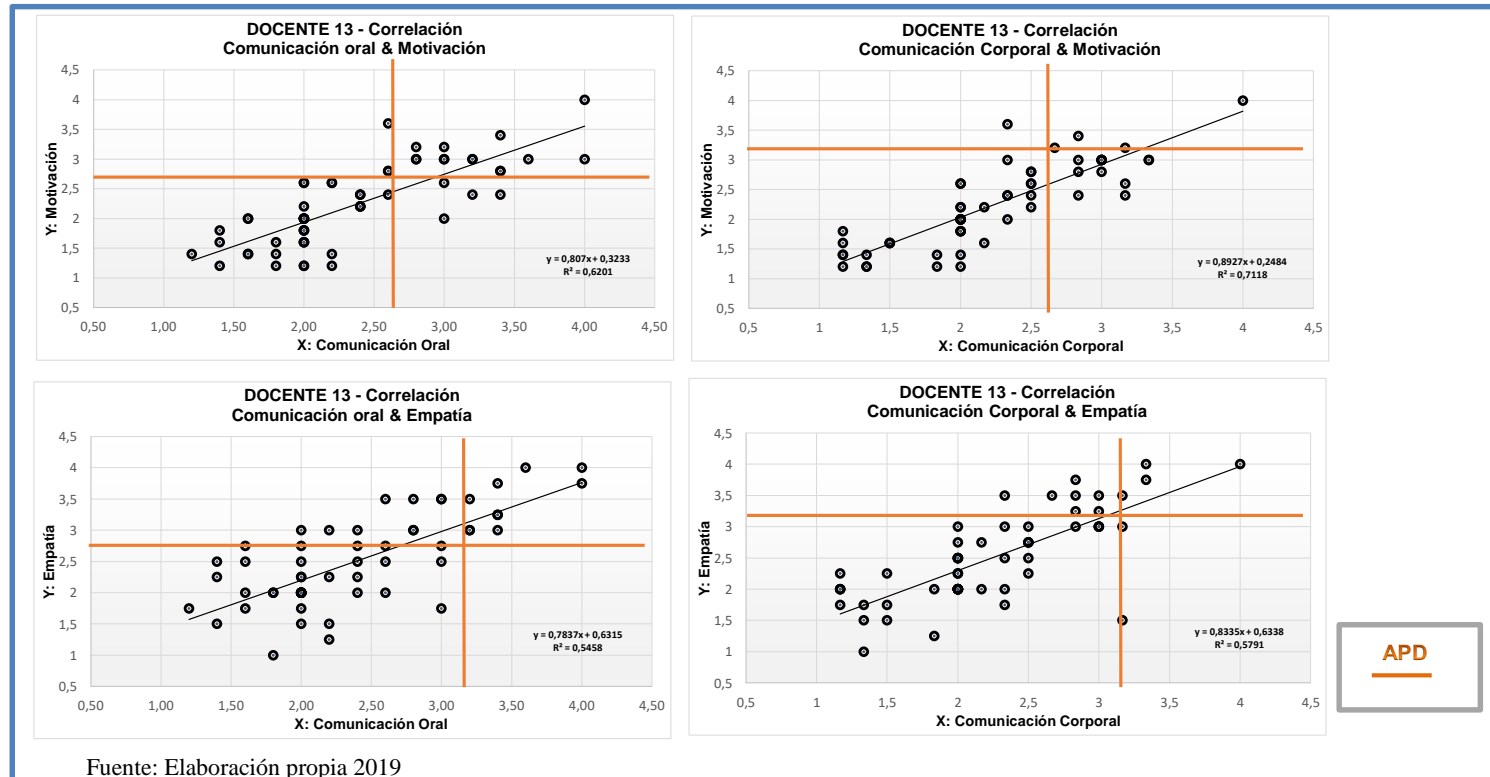 DOCENTE 13 - Correlación
Comunicación oral & Motivación
4,5
4
3,5
3
2,5
2
1,5
1
0,5
Y: Motivación
y = 0,807x + 0,3233
R² = 0,6201
0,50 1,00 1,50 2,00 2,50 3,00 3,50 4,00 4,50
X: Comunicación Oral
DOCENTE 13 - Correlación
Comunicación Corporal & Motivación
4,5
4
3,5
3
2,5
2
1,5
1
0,5
Y: Motivación
y = 0,8927x + 0,2484
R² = 0,7118
0,5 1 1,5 2 2,5 3 3,5 4 4,5
X: Comunicación Corporal
DOCENTE 13 - Correlación
Comunicación oral & Empatía
4,5
4
3,5
3
2,5
2
1,5
1
0,5
Y: Empatía
y = 0,7837x + 0,6315
R² = 0,5458
0,50 1,00 1,50 2,00 2,50 3,00 3,50 4,00 4,50
X: Comunicación Oral
DOCENTE 13 - Correlación
Comunicación Corporal & Empatía
4,5
4
3,5
3
2,5
2
1,5
1
0,5
Y: Empatía
y = 0,8335x + 0,6338
R² = 0,5791
0,5 1 1,5 2 2,5 3 3,5 4 4,5
X: Comunicación Corporal
APD
Fuente: Elaboración propia 2019